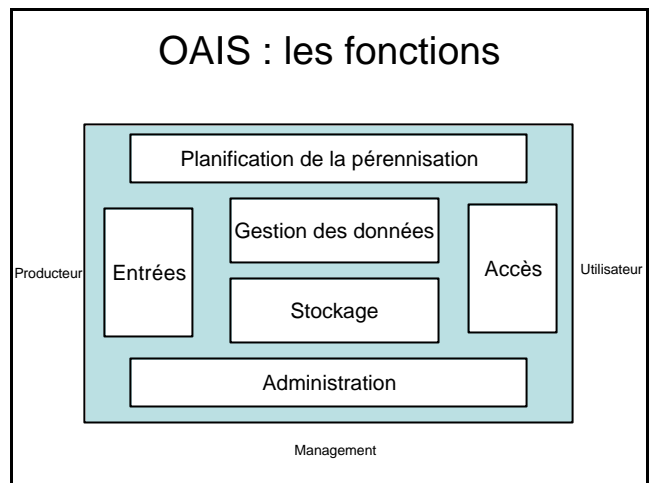 OAIS : les fonctions
Planification de la pérennisation
Gestion des données
Producteur
Entrées
Accès
Utilisateur
Stockage
Administration
Management